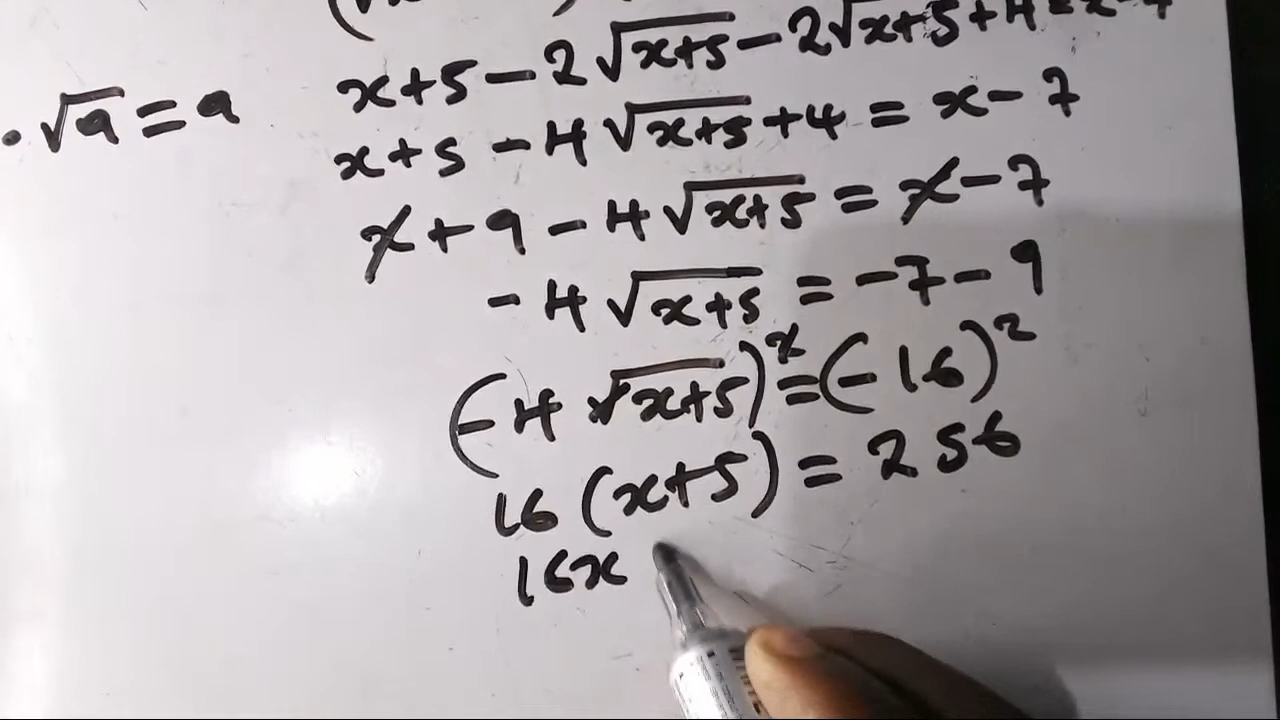 x+5-2√x+5-2√x+5+4=x-7
•√a=a
x+5-4√x+5+4=x-7
x+9-4√x+5=x-7
-4√x+5=-7-9
(-4√x+5)²=(-16)²
16(x+5)=256
16x